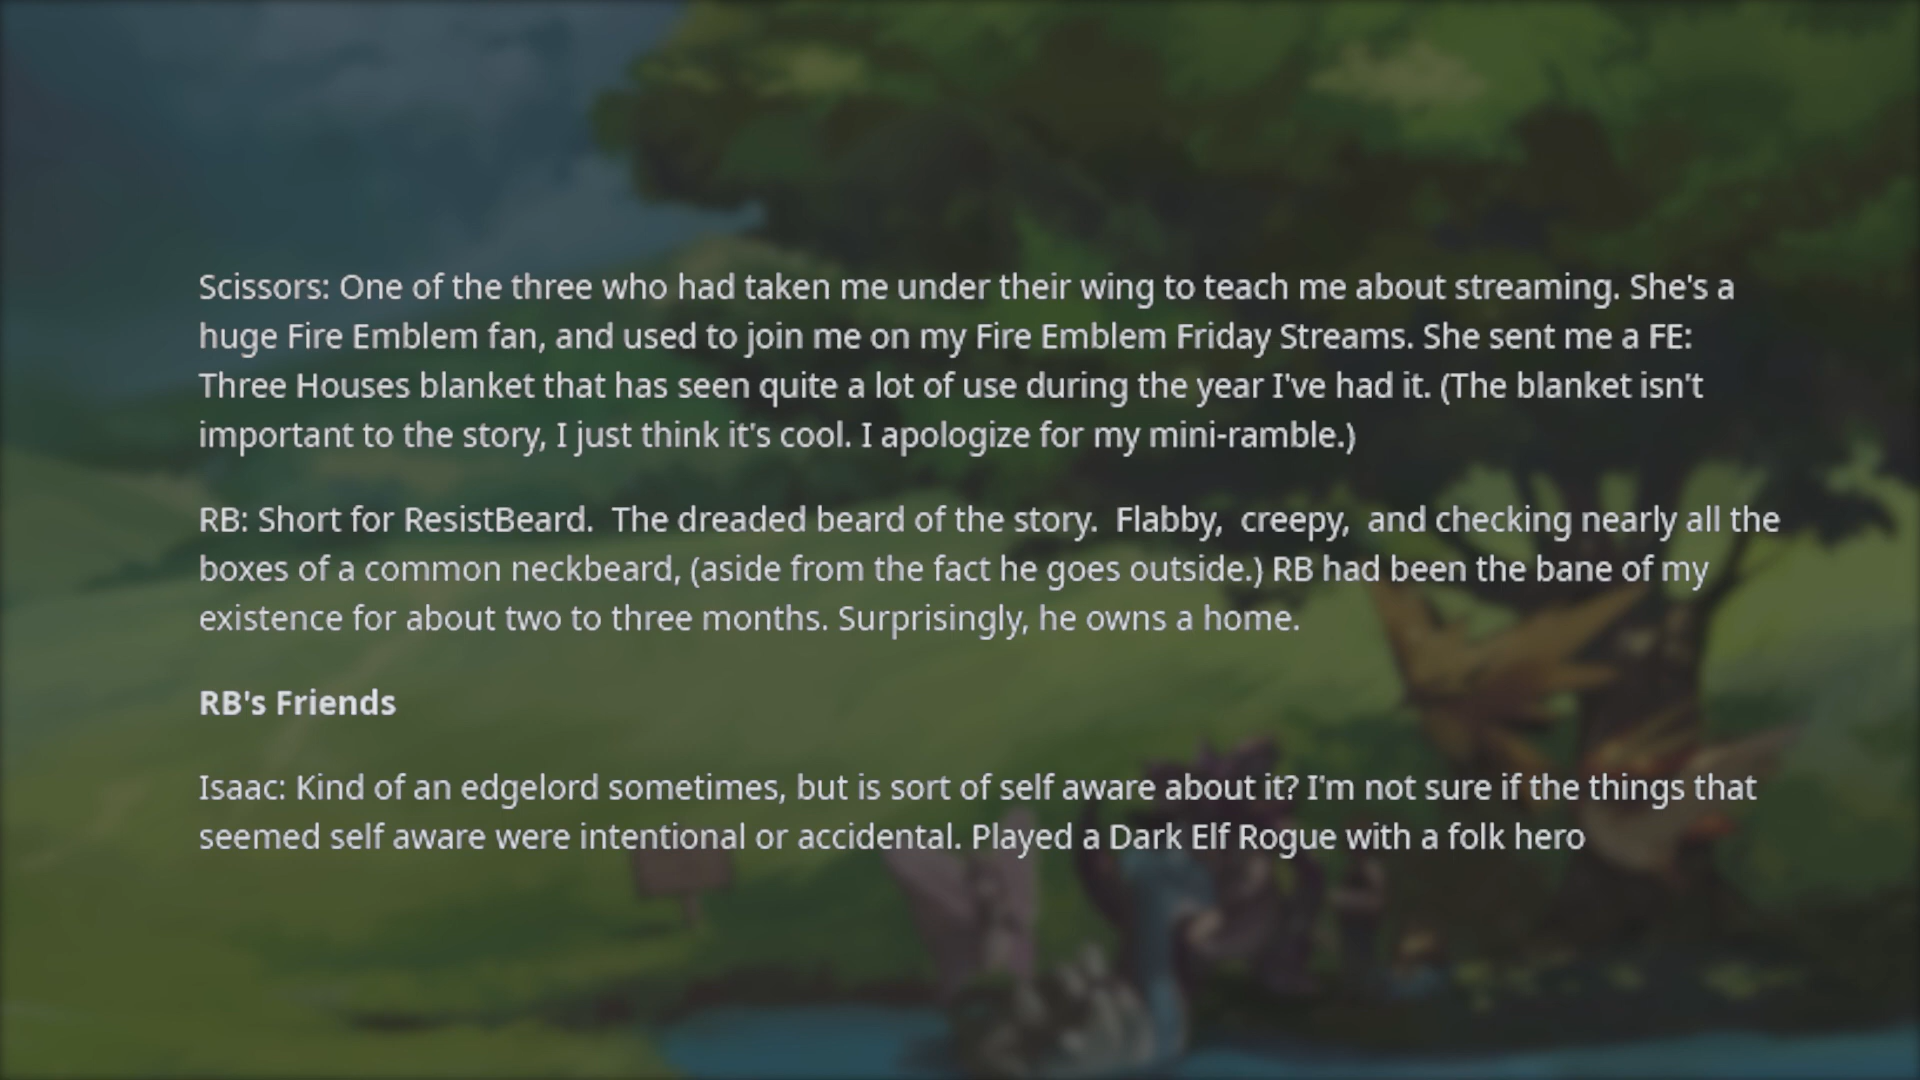 Scissors: One of the three who had taken me under their wing to teach me about streaming. She's a
huge Fire Emblem fan, and used to join me on my Fire Emblem Friday Streams. She sent me a FE:
Three Houses blanket that has seen quite a lot of use during the year I've had it. (The blanket isn't
important to the story, I just think it's cool. I apologize for my mini-ramble.)
RB: Short for ResistBeard.  The dreaded beard of the story.  Flabby,  creepy,  and checking nearly all the
boxes of a common neckbeard, (aside from the fact he goes outside.) RB had been the bane of my
existence for about two to three months. Surprisingly, he owns a home.
RB's Friends
Isaac: Kind of an edgelord sometimes, but is sort of self aware about it? I'm not sure if the things that
seemed self aware were intentional or accidental. Played a Dark Elf Rogue with a folk hero